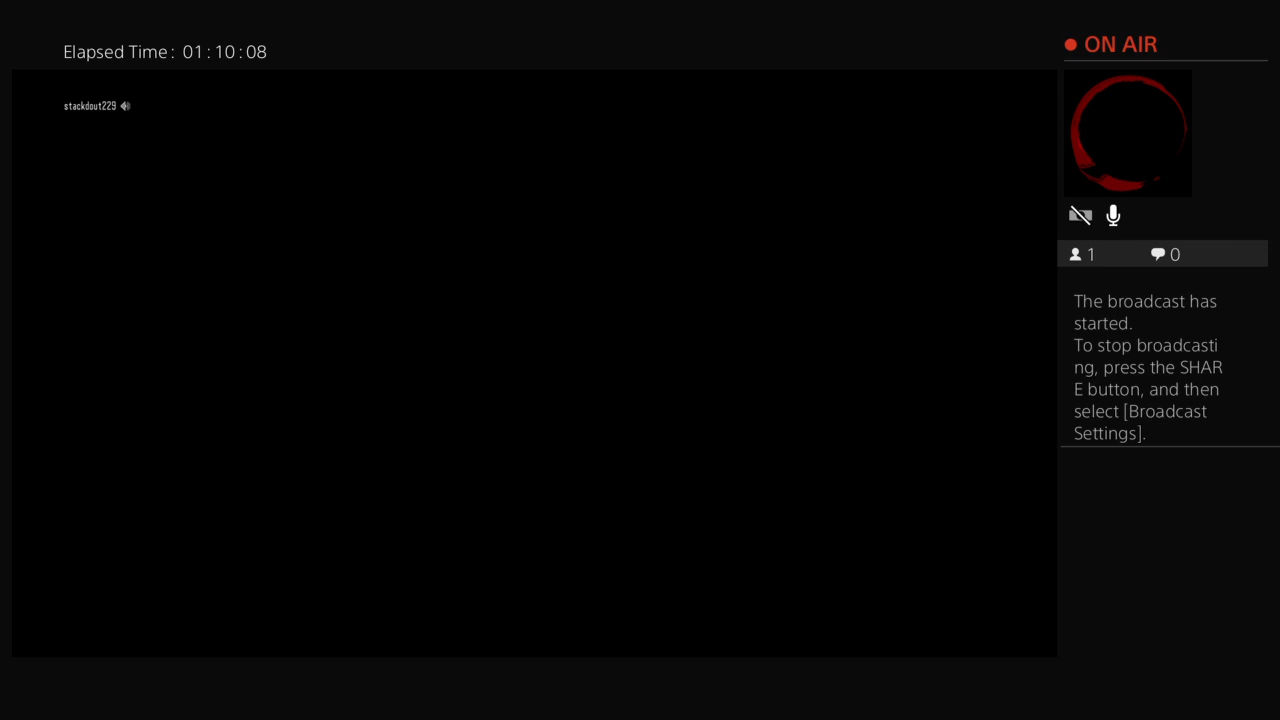 Elapsed Time: 01:10:08
ON AIR
stackdout229
1
0
The broadcast has
started.
To stop broadcasti
ng, press the SHAR
E button, and then
select [Broadcast
Settings].